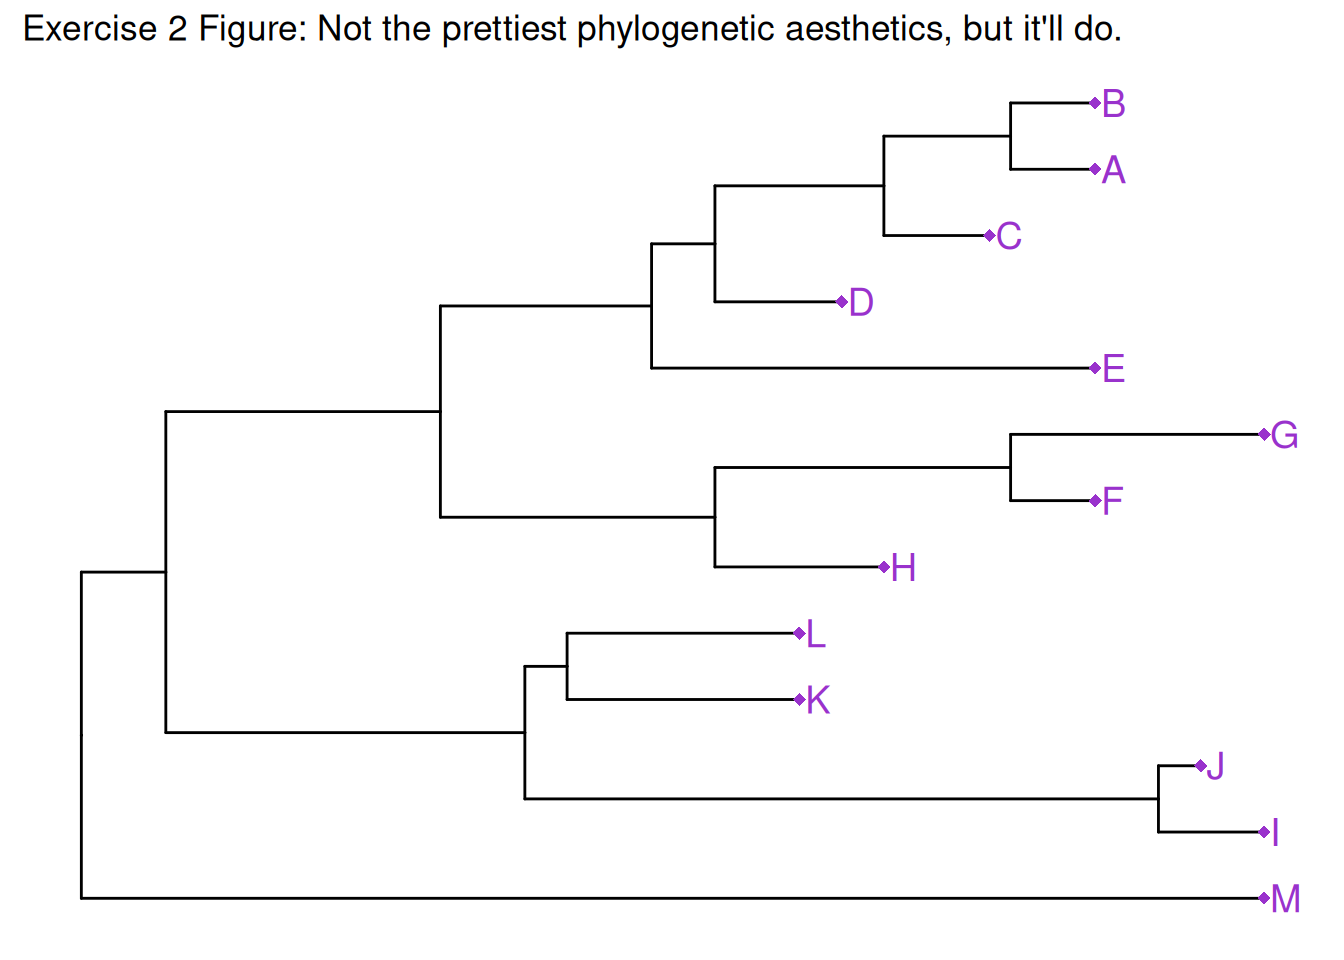 Exercise 2 Figure: Not the prettiest phylogenetic aesthetics, but it'll do.
B
A
C
D
E
G
F
H
L
K
J
I
M